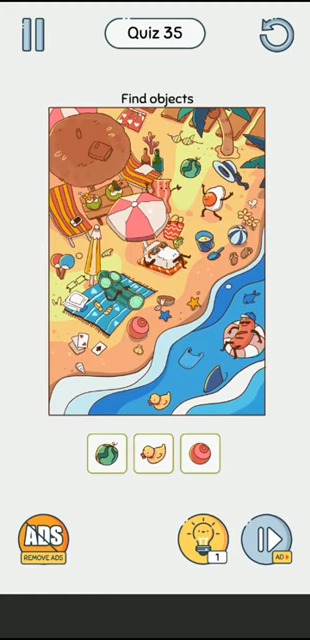 Quiz 35
Find objects
ADS
REMOVE ADS
1
AD